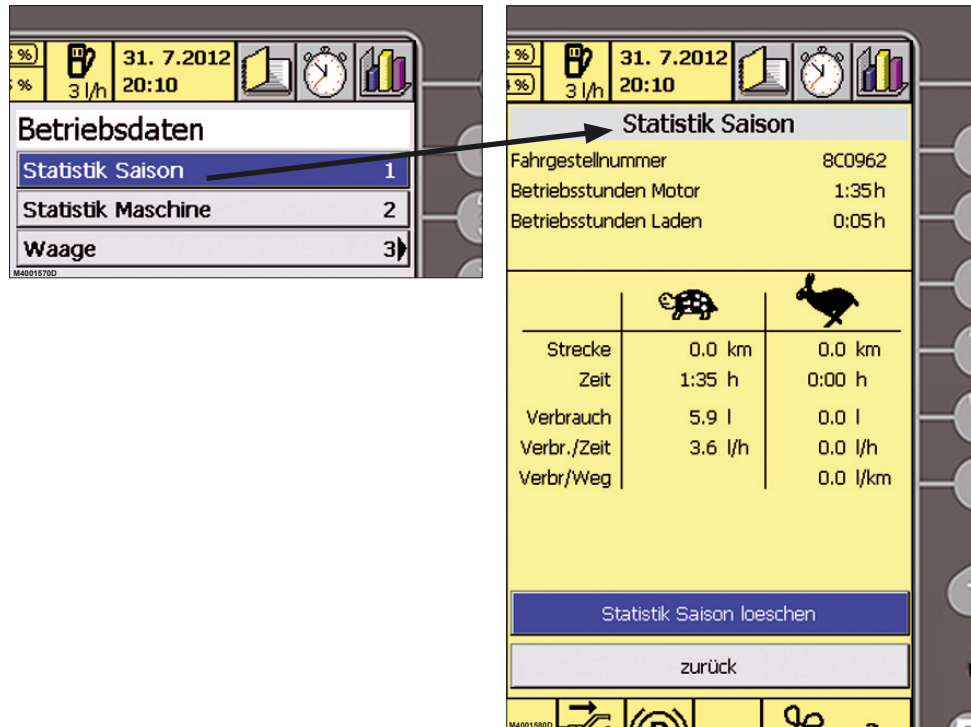 %)
%
3 l/h
31. 7.2012
20:10
Betriebsdaten
Statistik Saison 1
Statistik Maschine 2
Waage 3
M4001570D
%)
%)
3 l/h
31. 7.2012
20:10
Statistik Saison
Fahrgestellnummer 8C0962
Betriebsstunden Motor 1:35 h
Betriebsstunden Laden 0:05 h
Strecke 0.0 km 0.0 km
Zeit 1:35 h 0:00 h
Verbrauch 5.9 l 0.0 l
Verbr./Zeit 3.6 l/h 0.0 l/h
Verbr/Weg 0.0 l/km
Statistik Saison loeschen
zurück
M4001580D
(P)